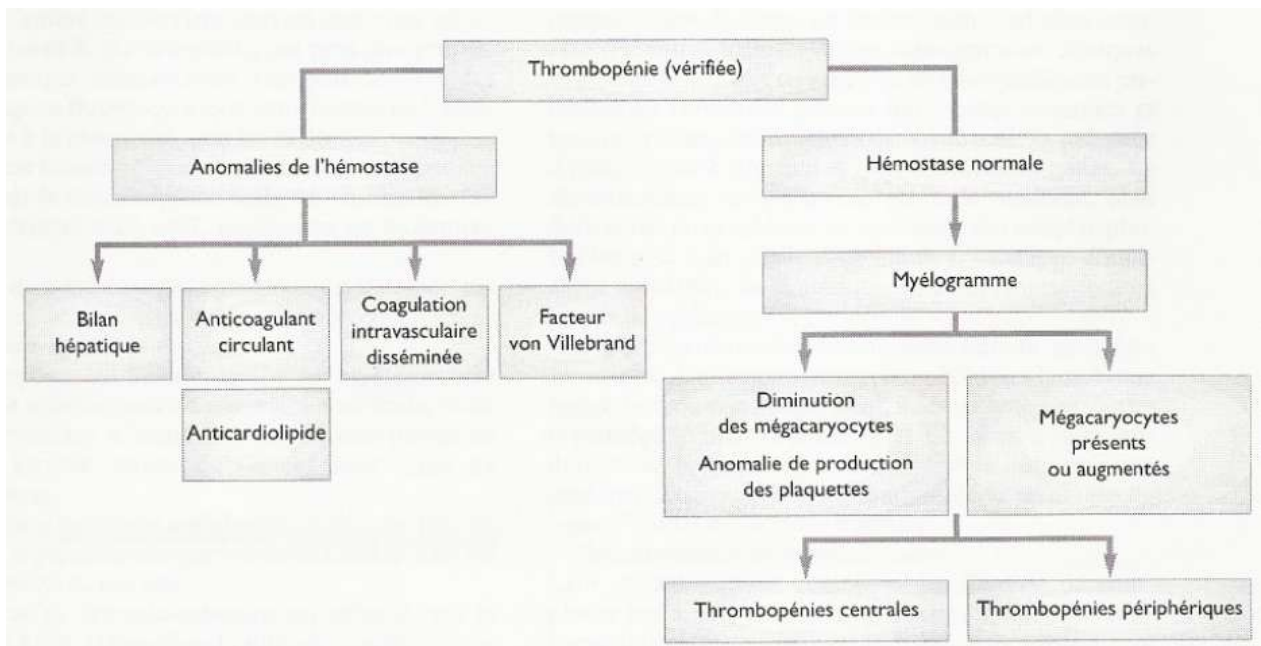 Thrombopénie (vérifiée)
Anomalies de l'hémostase
Hémostase normale
Myélogramme
Bilan
hépatique
Anticoagulant
circulant
Coagulation
intravasculaire
disséminée
Facteur
von Villebrand
Anticardiolipide
Diminution
des mégacaryocytes
Anomalie de production
des plaquettes
Mégacaryocytes
présents
ou augmentés
Thrombopénies centrales
Thrombopénies périphériques